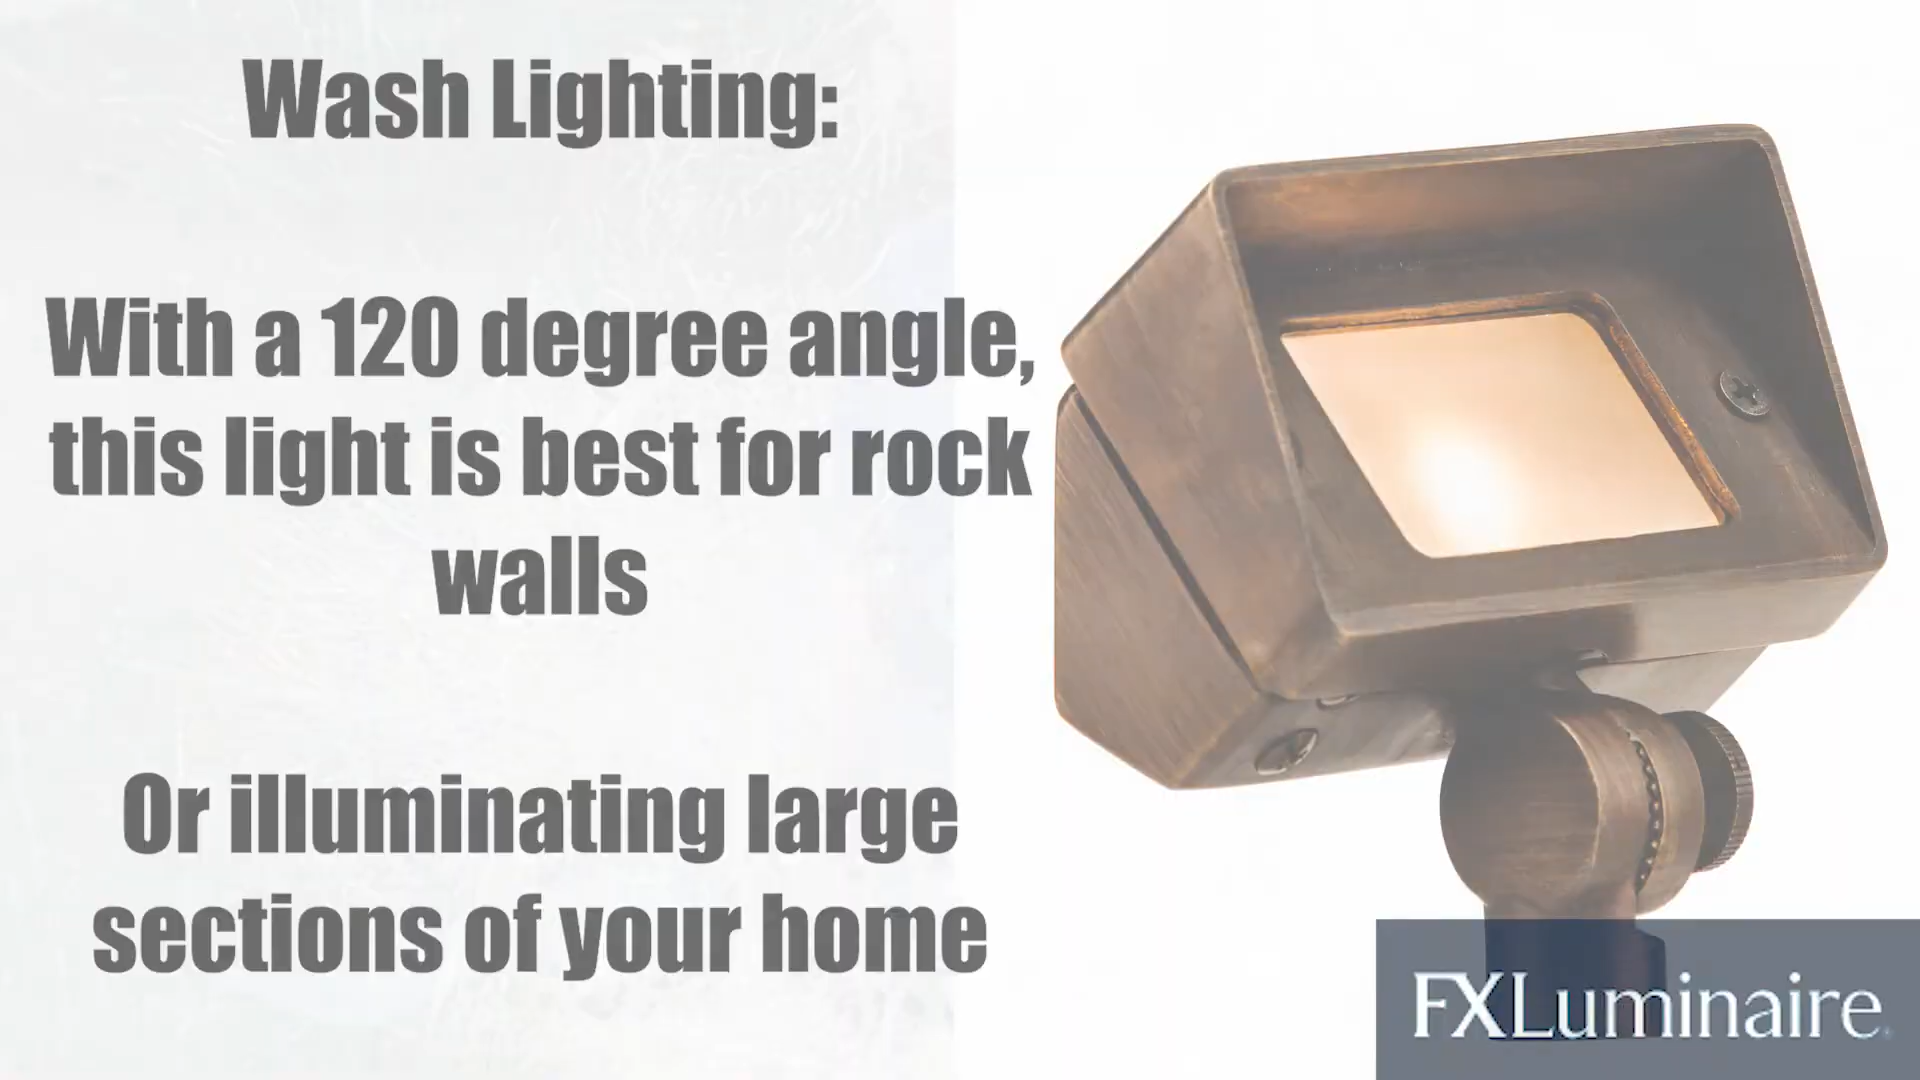 Wash Lighting:
With a 120 degree angle,
this light is best for rock
walls
Or illuminating large
sections of your home
FXLuminaire